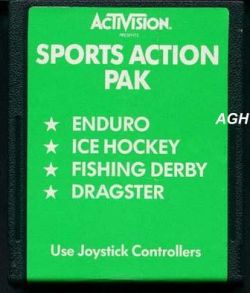 ACTIVISION
PRESENTS
SPORTS ACTION
PAK
AGH
★ ENDURO
★ ICE HOCKEY
★ FISHING DERBY
★ DRAGSTER
Use Joystick Controllers